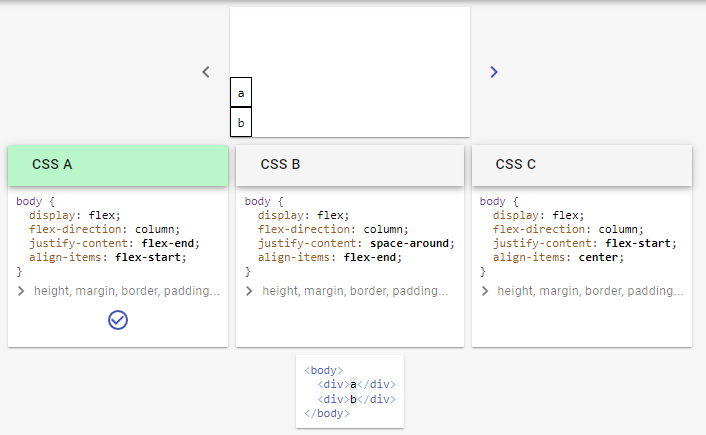 a
b
CSS A
body {
  display: flex;
  flex-direction: column;
  justify-content: flex-end;
  align-items: flex-start;
}
height, margin, border, padding...
CSS B
body {
  display: flex;
  flex-direction: column;
  justify-content: space-around;
  align-items: flex-end;
}
height, margin, border, padding...
CSS C
body {
  display: flex;
  flex-direction: column;
  justify-content: flex-start;
  align-items: center;
}
height, margin, border, padding...
<body>
  <div>a</div>
  <div>b</div>
</body>